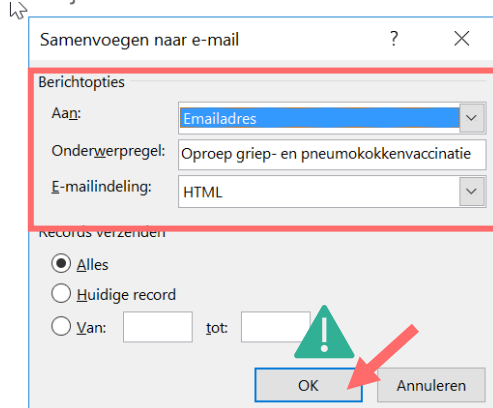 Samenvoegen naar e-mail ?
Berichtopties
Aan: Emailadres
Onderwerpregel: Oproep griep- en pneumokokkenvaccinatie
E-mailindeling: HTML
Records verzenden
Alles
Huidige record
Van: tot:
OK Annuleren